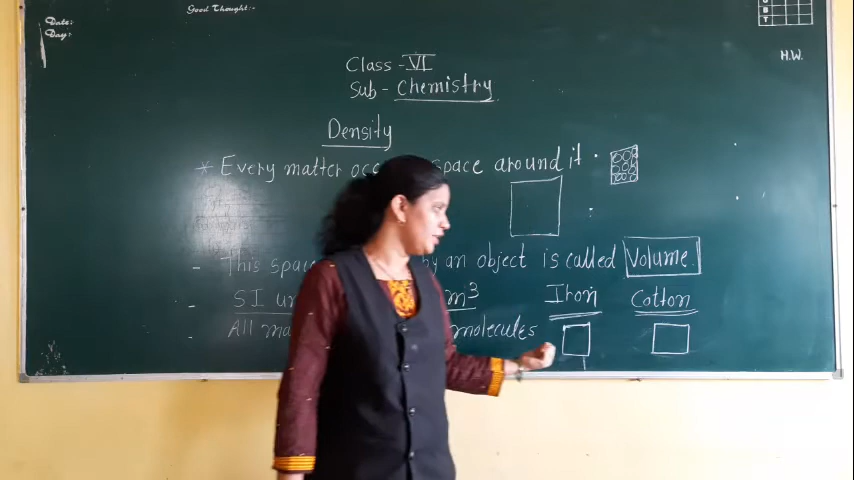 Good Thought:-
Date:
Day:
S
B
T
H.W.
Class - VI
Sub - Chemistry
Density
* Every matter occ space around it .
- This spac by an object is called Volume.
- SI un m³
Iron Cotton
- All ma molecules